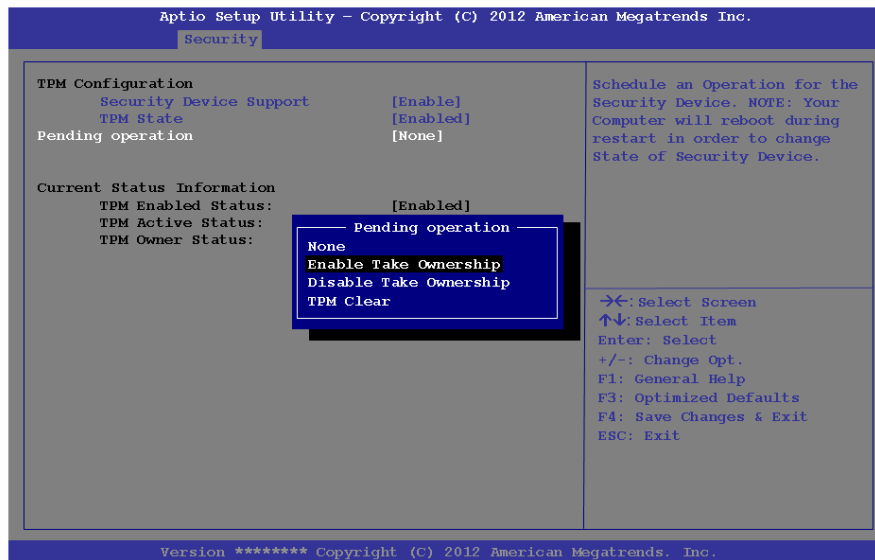 Aptio Setup Utility – Copyright (C) 2012 American Megatrends Inc.
Security
TPM Configuration
Security Device Support [Enable]
TPM State [Enabled]
Pending operation [None]
Current Status Information
TPM Enabled Status: [Enabled]
TPM Active Status:
TPM Owner Status:
Pending operation
None
Enable Take Ownership
Disable Take Ownership
TPM Clear
Schedule an Operation for the
Security Device. NOTE: Your
Computer will reboot during
restart in order to change
State of Security Device.
→←: Select Screen
↑↓: Select Item
Enter: Select
+/-: Change Opt.
F1: General Help
F3: Optimized Defaults
F4: Save Changes & Exit
ESC: Exit
Version ******** Copyright (C) 2012 American Megatrends. Inc.